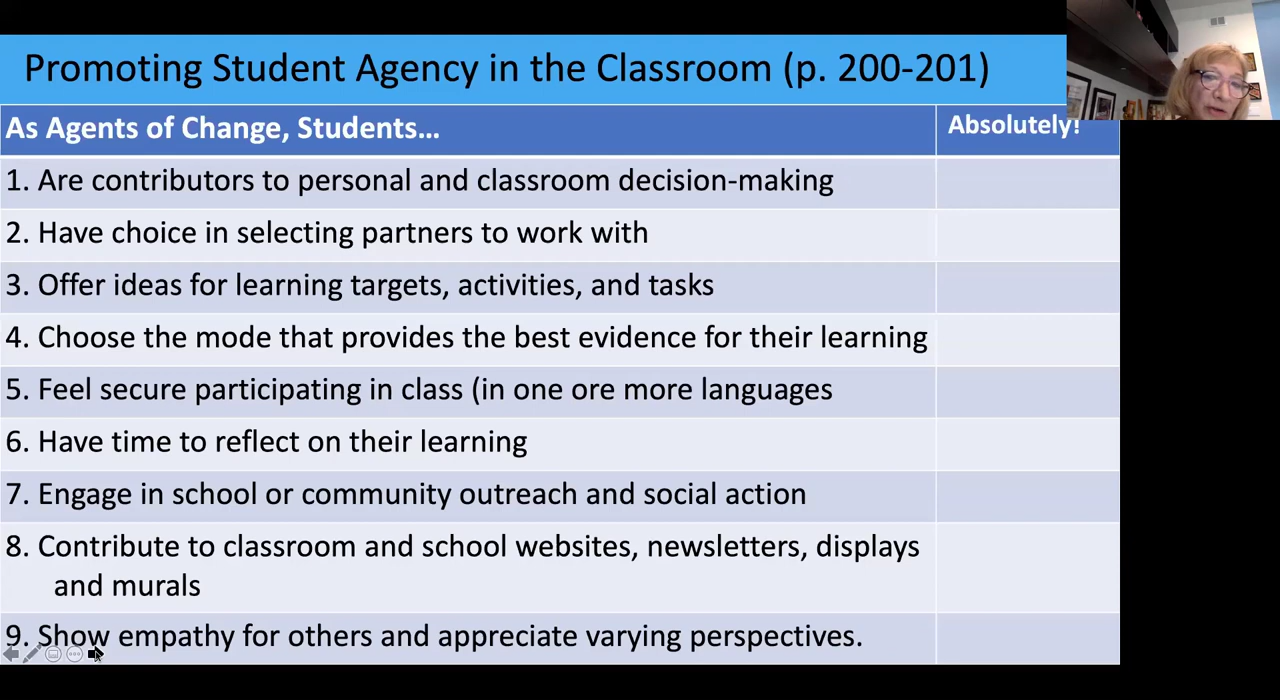 Promoting Student Agency in the Classroom (p. 200-201)
As Agents of Change, Students…
Absolutely!
1. Are contributors to personal and classroom decision-making
2. Have choice in selecting partners to work with
3. Offer ideas for learning targets, activities, and tasks
4. Choose the mode that provides the best evidence for their learning
5. Feel secure participating in class (in one ore more languages
6. Have time to reflect on their learning
7. Engage in school or community outreach and social action
8. Contribute to classroom and school websites, newsletters, displays
and murals
9. Show empathy for others and appreciate varying perspectives.